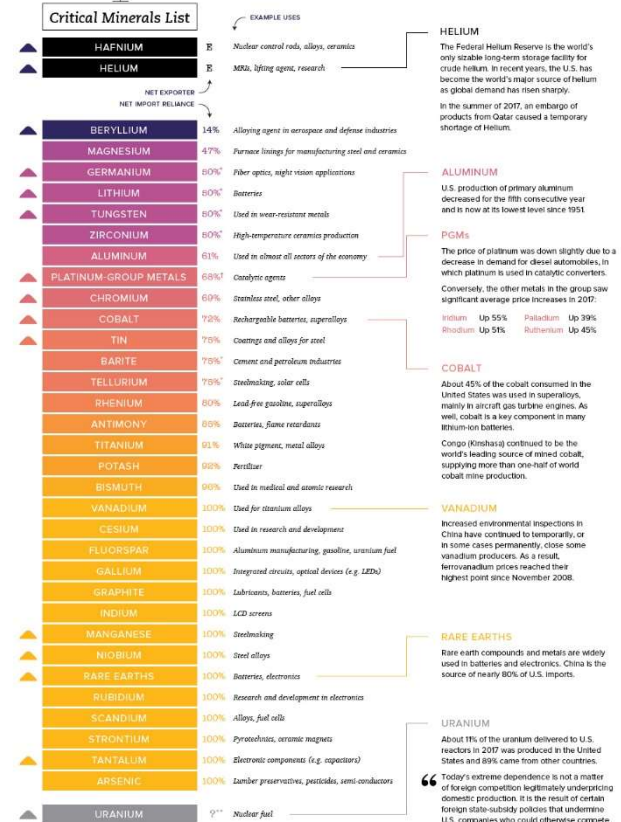 Critical Minerals List
EXAMPLE USES
HAFNIUM E Nuclear control rods, alloys, ceramics
HELIUM E MRIs, lifting agent, research
NET EXPORTER
NET IMPORT RELIANCE
BERYLLIUM 14% Alloying agent in aerospace and defense industries
MAGNESIUM 47% Furnace linings for manufacturing steel and ceramics
GERMANIUM 50%* Fiber optics, night vision applications
LITHIUM 50%* Batteries
TUNGSTEN 50%* Used in wear-resistant metals
ZIRCONIUM 50%* High-temperature ceramics production
ALUMINUM 61% Used in almost all sectors of the economy
PLATINUM-GROUP METALS 68%† Catalytic agents
CHROMIUM 69% Stainless steel, other alloys
COBALT 72% Rechargeable batteries, superalloys
TIN 75% Coatings and alloys for steel
BARITE 75%* Cement and petroleum industries
TELLURIUM 75%* Steelmaking, solar cells
RHENIUM 80% Lead-free gasoline, superalloys
ANTIMONY 85% Batteries, flame retardants
TITANIUM 91% White pigment, metal alloys
POTASH 92% Fertilizer
BISMUTH 96% Used in medical and atomic research
VANADIUM 100% Used for titanium alloys
CESIUM 100% Used in research and development
FLUORSPAR 100% Aluminum manufacturing, gasoline, uranium fuel
GALLIUM 100% Integrated circuits, optical devices (e.g. LEDs)
GRAPHITE 100% Lubricants, batteries, fuel cells
INDIUM 100% LCD screens
MANGANESE 100% Steelmaking
NIOBIUM 100% Steel alloys
RARE EARTHS 100% Batteries, electronics
RUBIDIUM 100% Research and development in electronics
SCANDIUM 100% Alloys, fuel cells
STRONTIUM 100% Pyrotechnics, ceramic magnets
TANTALUM 100% Electronic components (e.g. capacitors)
ARSENIC 100% Lumber preservatives, pesticides, semi-conductors
URANIUM ?** Nuclear fuel
HELIUM
The Federal Helium Reserve is the world's
only sizable long-term storage facility for
crude helium. In recent years, the U.S. has
become the world's major source of helium
as global demand has risen sharply.
In the summer of 2017, an embargo of
products from Qatar caused a temporary
shortage of Helium.
ALUMINUM
U.S. production of primary aluminum
decreased for the fifth consecutive year
and is now at its lowest level since 1951.
PGMs
The price of platinum was down slightly due to a
decrease in demand for diesel automobiles, in
which platinum is used in catalytic converters.
Conversely, the other metals in the group saw
significant average price increases in 2017:
Iridium Up 55% Palladium Up 39%
Rhodium Up 51% Ruthenium Up 45%
COBALT
About 45% of the cobalt consumed in the
United States was used in superalloys,
mainly in aircraft gas turbine engines. As
well, cobalt is a key component in many
lithium-ion batteries.
Congo (Kinshasa) continued to be the
world's leading source of mined cobalt,
supplying more than one-half of world
cobalt mine production.
VANADIUM
Increased environmental inspections in
China have continued to temporarily, or
in some cases permanently, close some
vanadium producers. As a result,
ferrovanadium prices reached their
highest point since November 2008.
RARE EARTHS
Rare earth compounds and metals are widely
used in batteries and electronics. China is the
source of nearly 80% of U.S. imports.
URANIUM
About 11% of the uranium delivered to U.S.
reactors in 2017 was produced in the United
States and 89% came from other countries.
“ Today's extreme dependence is not a matter
of foreign competition legitimately underpricing
domestic production. It is the result of certain
foreign state-subsidy policies that undermine
U.S. companies who could otherwise compete